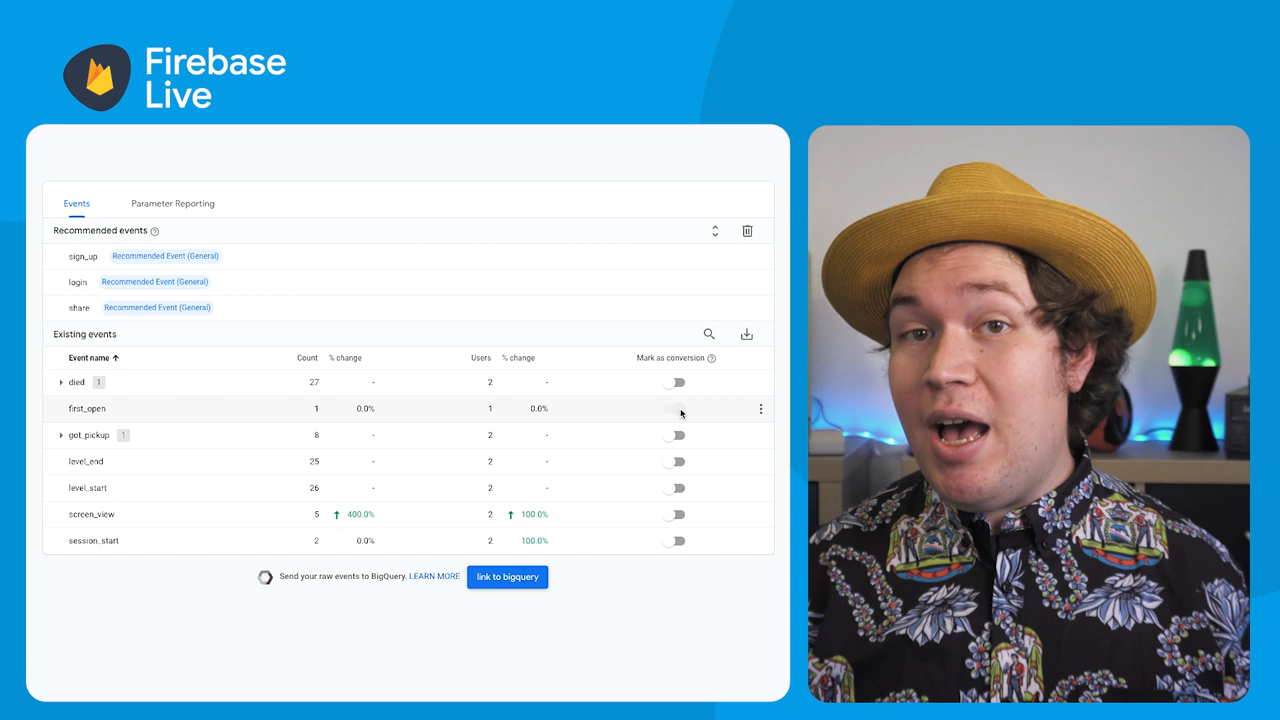 Firebase
Live
Events Parameter Reporting
Recommended events ?
sign_up Recommended Event (General)
login Recommended Event (General)
share Recommended Event (General)
Existing events
Event name Count % change Users % change Mark as conversion ?
died 1 27 - 2 -
first_open 1 0.0% 1 0.0%
got_pickup 1 8 - 2 -
level_end 25 - 2 -
level_start 26 - 2 -
screen_view 5 400.0% 2 100.0%
session_start 2 0.0% 2 100.0%
Send your raw events to BigQuery. LEARN MORE link to bigquery